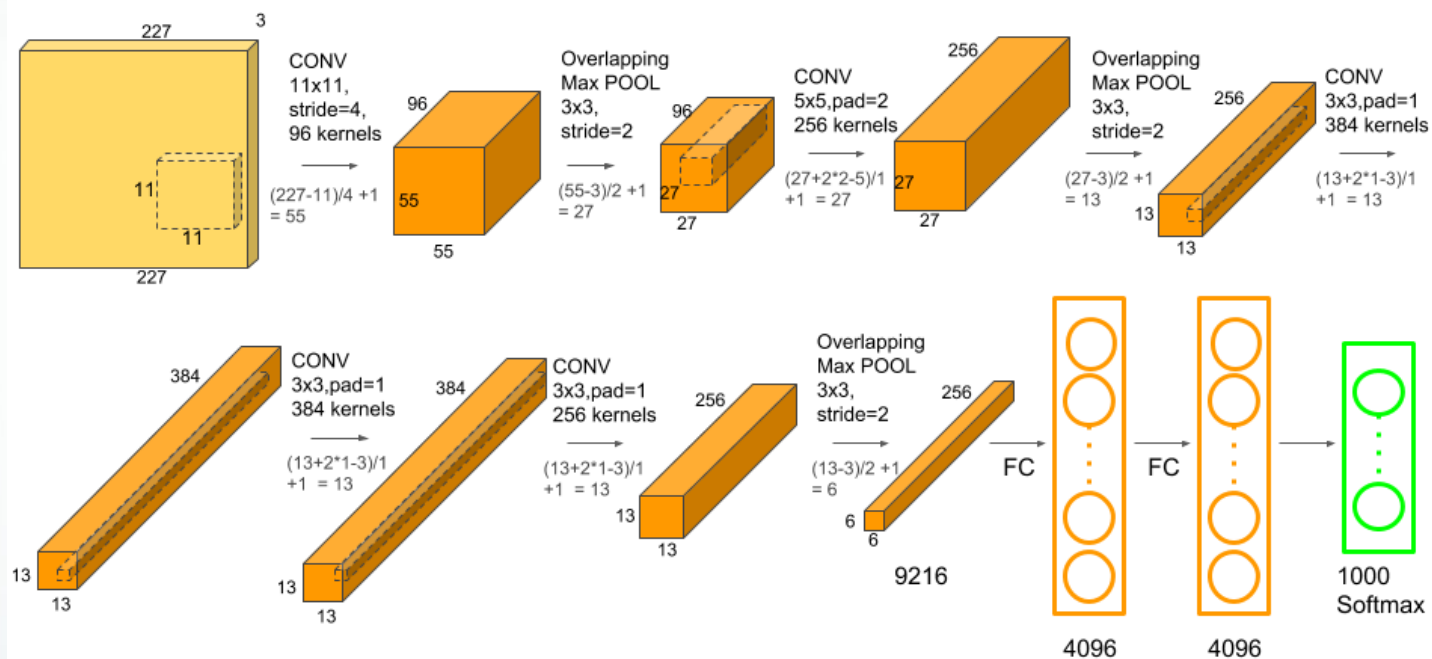 227
3
11
11
227
CONV
11x11,
stride=4,
96 kernels
(227-11)/4 +1
= 55
96
55
55
Overlapping
Max POOL
3x3,
stride=2
(55-3)/2 +1
= 27
96
27
27
CONV
5x5,pad=2
256 kernels
(27+2*2-5)/1
+1 = 27
256
27
27
Overlapping
Max POOL
3x3,
stride=2
(27-3)/2 +1
= 13
256
13
13
CONV
3x3,pad=1
384 kernels
(13+2*1-3)/1
+1 = 13
384
13
13
CONV
3x3,pad=1
384 kernels
(13+2*1-3)/1
+1 = 13
384
13
13
CONV
3x3,pad=1
256 kernels
(13+2*1-3)/1
+1 = 13
256
13
13
Overlapping
Max POOL
3x3,
stride=2
(13-3)/2 +1
= 6
256
6
6
9216
FC
4096
FC
4096
1000
Softmax